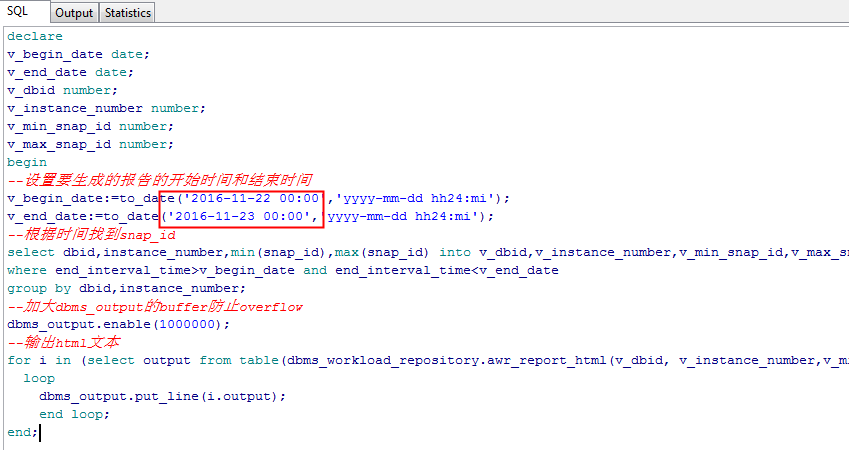 SQL Output Statistics
declare
v_begin_date date;
v_end_date date;
v_dbid number;
v_instance_number number;
v_min_snap_id number;
v_max_snap_id number;
begin
--设置要生成的报告的开始时间和结束时间
v_begin_date:=to_date('2016-11-22 00:00','yyyy-mm-dd hh24:mi');
v_end_date:=to_date('2016-11-23 00:00','yyyy-mm-dd hh24:mi');
--根据时间找到snap_id
select dbid,instance_number,min(snap_id),max(snap_id) into v_dbid,v_instance_number,v_min_snap_id,v_max_sn
where end_interval_time>v_begin_date and end_interval_time<v_end_date
group by dbid,instance_number;
--加大dbms_output的buffer防止overflow
dbms_output.enable(1000000);
--输出html文本
for i in (select output from table(dbms_workload_repository.awr_report_html(v_dbid, v_instance_number,v_mi
loop
dbms_output.put_line(i.output);
end loop;
end;